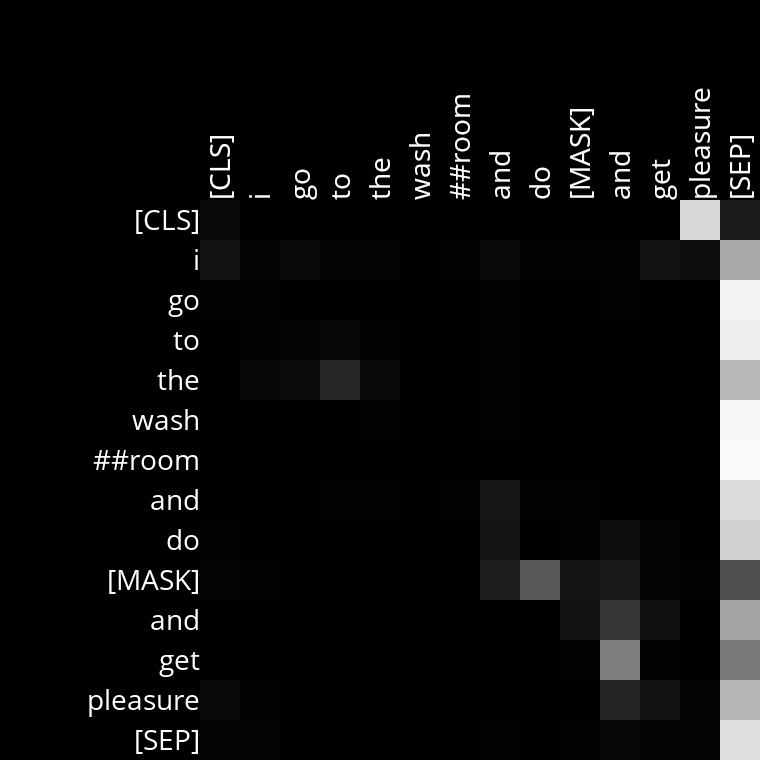 [CLS] i go to the wash ##room and do [MASK] and get pleasure [SEP]
[CLS]
i
go
to
the
wash
##room
and
do
[MASK]
and
get
pleasure
[SEP]